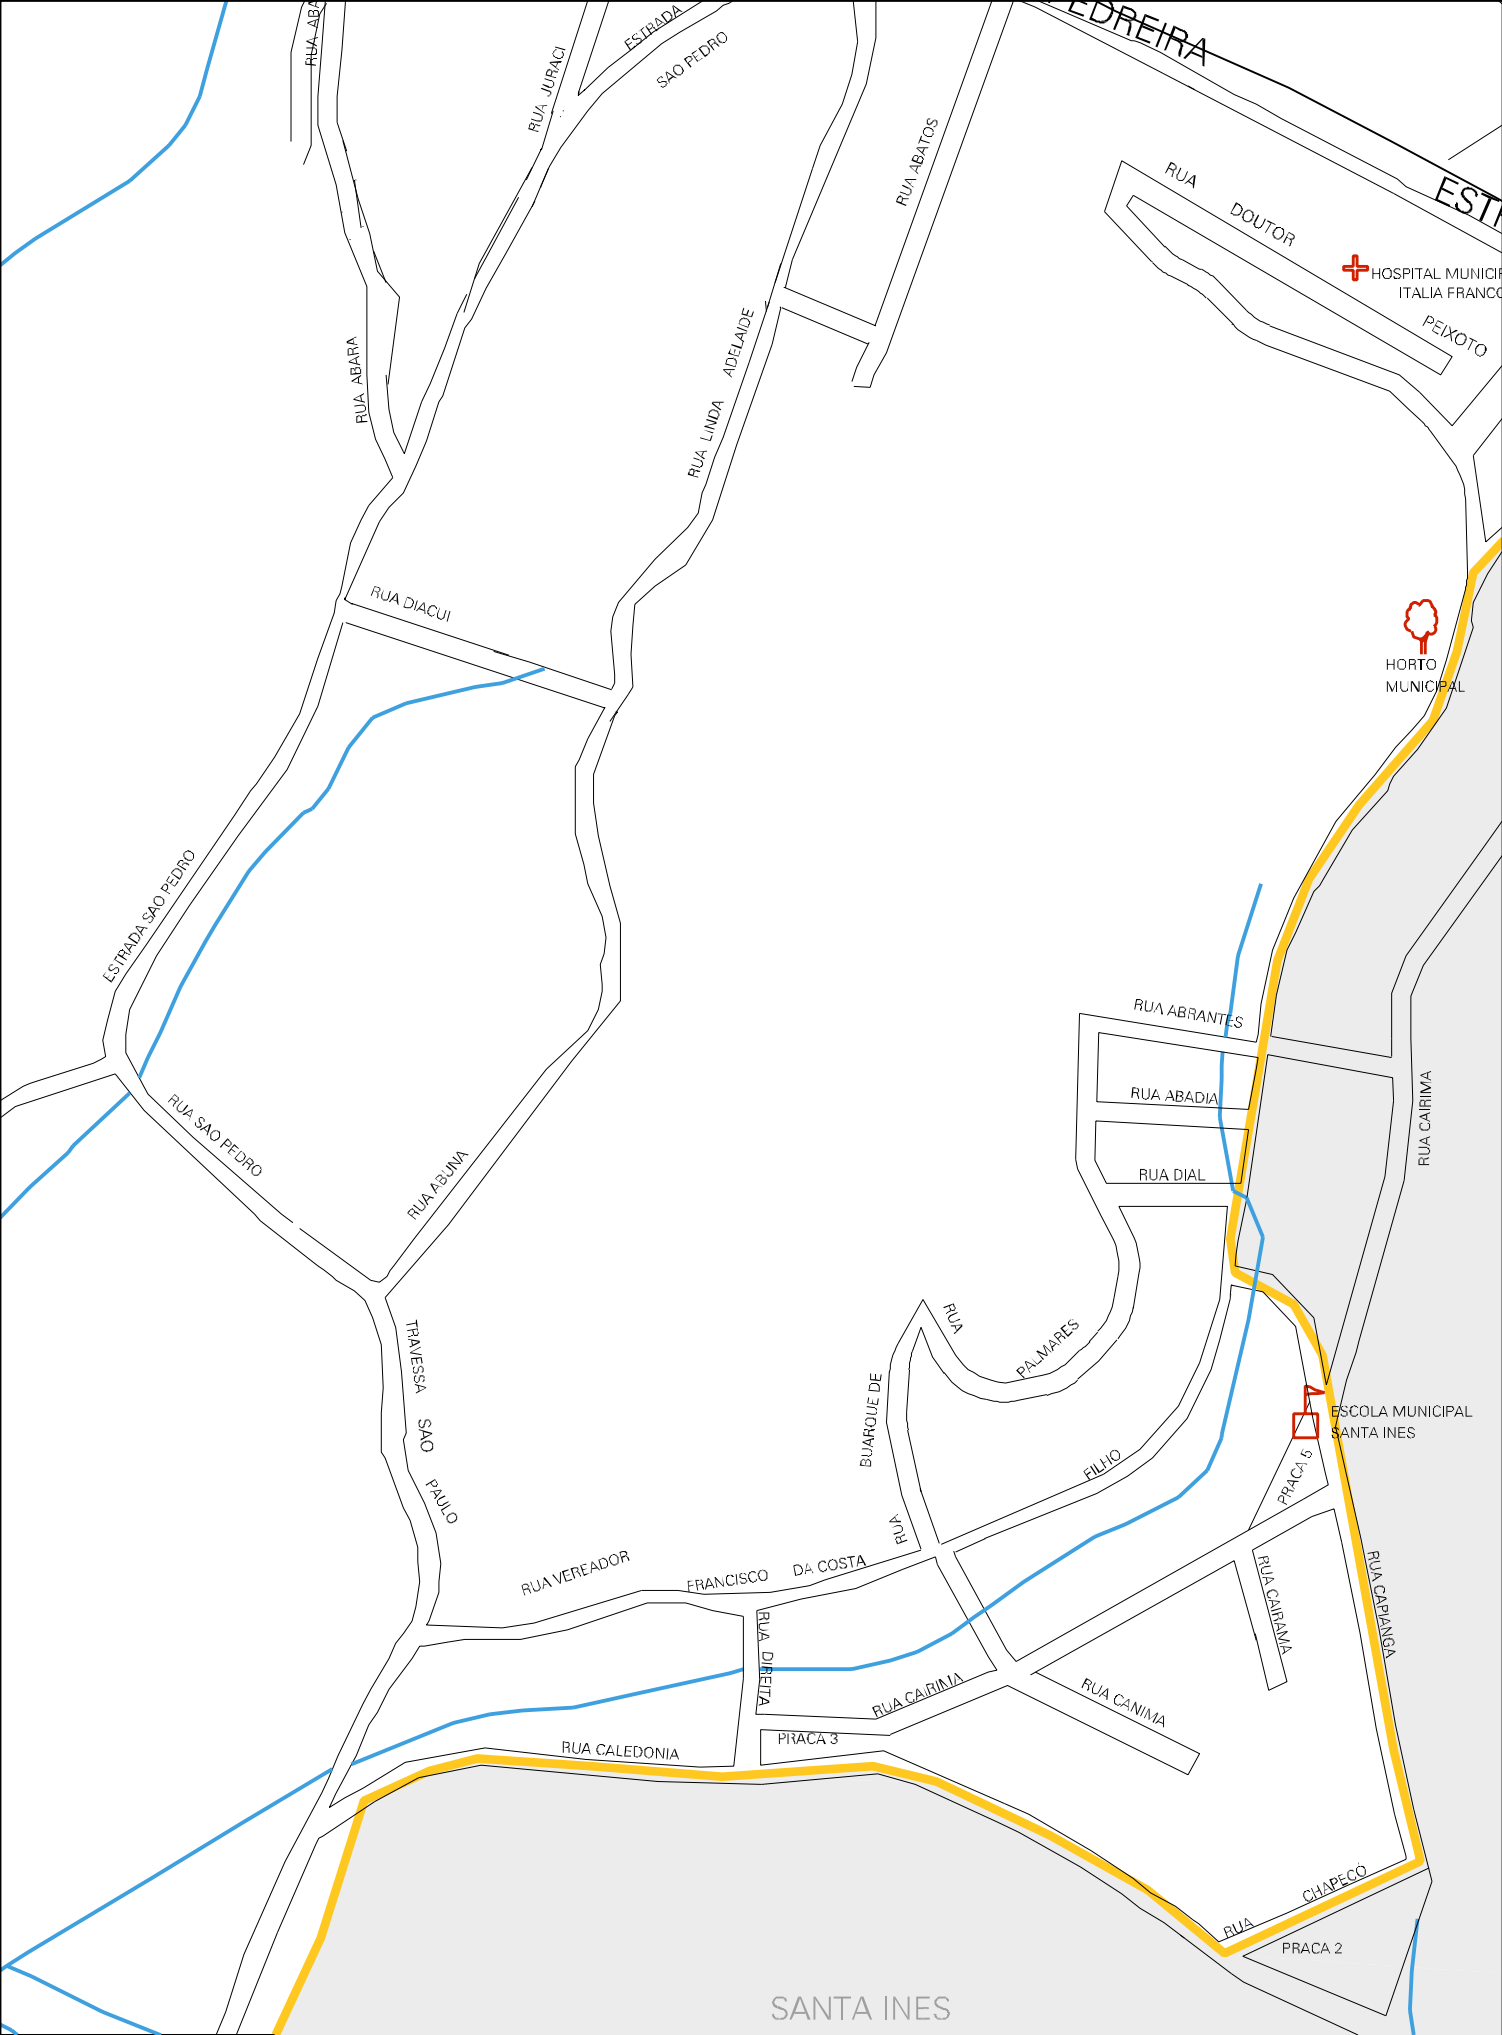 EDREIRA
RUA ABA
RUA JURACI
ESTRADA
SAO PEDRO
RUA ABATOS
RUA
DOUTOR
PEIXOTO
HOSPITAL MUNICI
ITALIA FRANCO
RUA ABARA
RUA LINDA ADELAIDE
RUA DIACUI
HORTO
MUNICIPAL
ESTRADA SAO PEDRO
RUA ABRANTES
RUA ABADIA
RUA DIAL
RUA CAIRIMA
RUA SAO PEDRO
RUA ABUNA
RUA
PALMARES
TRAVESSA SAO PAULO
RUA
BUARQUE DE
ESCOLA MUNICIPAL
SANTA INES
PRACA 5
FILHO
RUA VEREADOR
FRANCISCO
DA COSTA
RUA CAIRAMA
RUA CAPIANGA
RUA DIREITA
RUA CAIRIMA
RUA CANIMA
PRACA 3
RUA CALEDONIA
RUA
CHAPECÓ
PRACA 2
SANTA INES